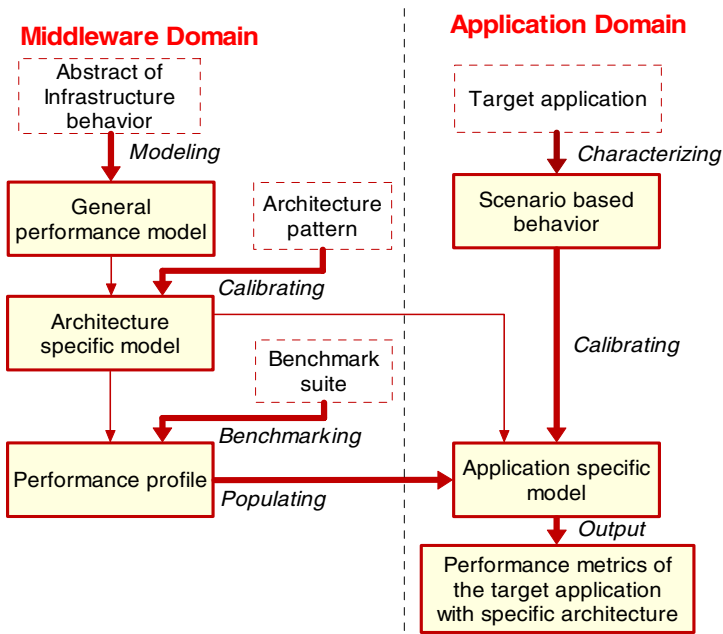 Middleware Domain
Application Domain
Abstract of
Infrastructure
behavior
Target application
Modeling
Characterizing
General
performance model
Architecture
pattern
Scenario based
behavior
Calibrating
Architecture
specific model
Calibrating
Benchmark
suite
Benchmarking
Performance profile
Populating
Application specific
model
Output
Performance metrics of
the target application
with specific architecture